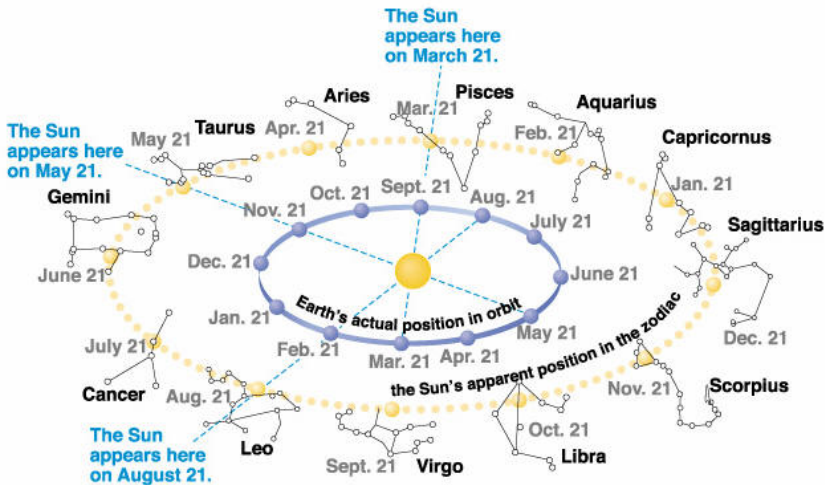 The Sun
appears here
on March 21.
Aries
Mar. 21
Pisces
Aquarius
Taurus
Apr. 21
Feb. 21
Capricornus
The Sun
appears here
on May 21.
May 21
Jan. 21
Gemini
Oct. 21
Sept. 21
Aug. 21
Nov. 21
July 21
Sagittarius
Dec. 21
June 21
June 21
Earth's actual position in orbit
Jan. 21
May 21
Feb. 21
Mar. 21
Apr. 21
July 21
Dec. 21
the Sun's apparent position in the zodiac
Cancer
Aug. 21
Nov. 21
Scorpius
The Sun
appears here
on August 21.
Leo
Sept. 21
Virgo
Oct. 21
Libra